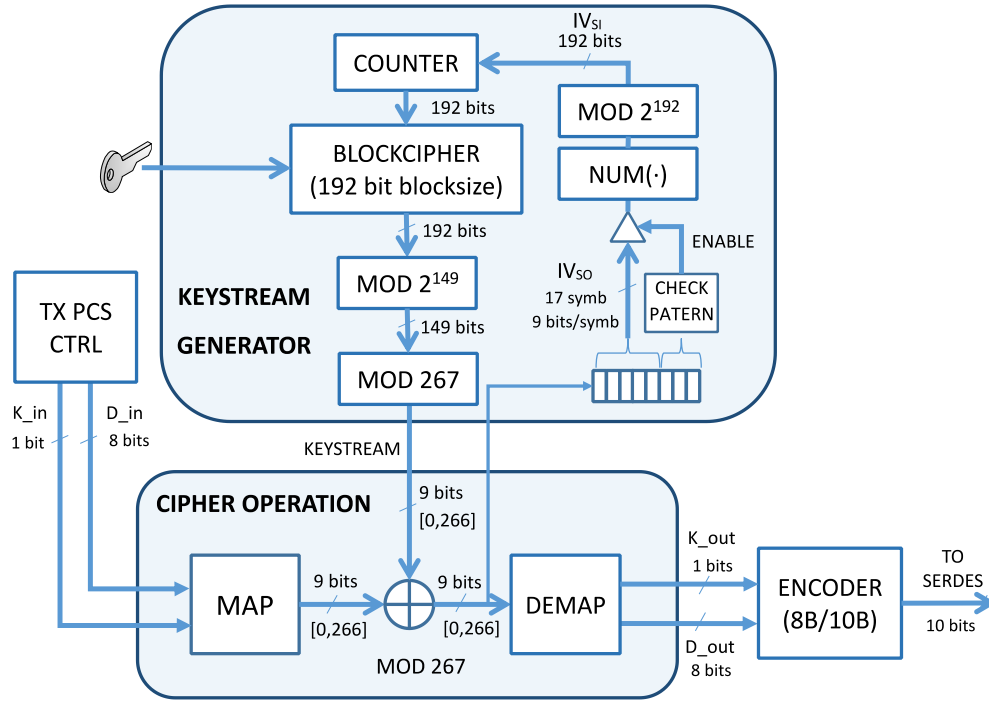 IVSI
192 bits
COUNTER
MOD 2^192
192 bits
BLOCKCIPHER
(192 bit blocksize)
NUM(·)
192 bits
ENABLE
MOD 2^149
IVSO
17 symb
9 bits/symb
CHECK
PATERN
KEYSTREAM
GENERATOR
149 bits
MOD 267
TX PCS
CTRL
K_in
1 bit
D_in
8 bits
KEYSTREAM
CIPHER OPERATION
9 bits
[0,266]
MAP
9 bits
[0,266]
9 bits
[0,266]
MOD 267
DEMAP
K_out
1 bits
D_out
8 bits
ENCODER
(8B/10B)
TO
SERDES
10 bits